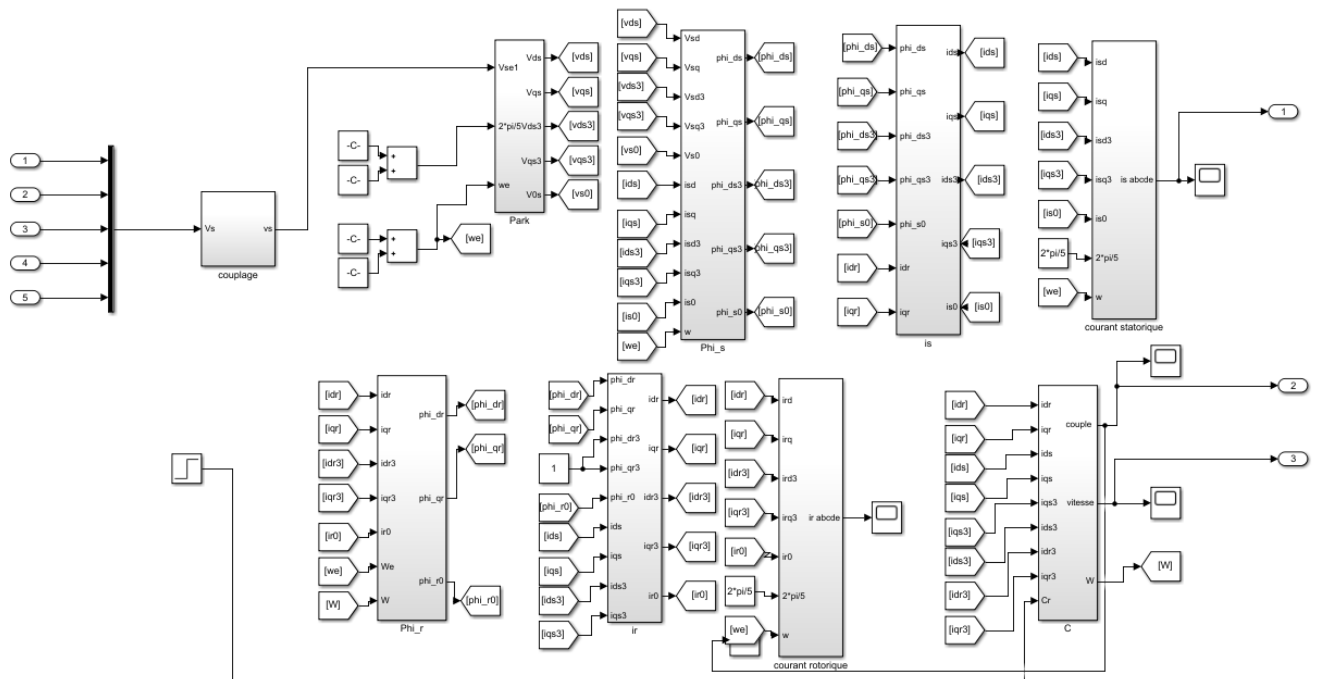 1
2
3
4
5
Vs
vs
couplage
-C-
-C-
+
+
-C-
-C-
+
+
[we]
Vse1
2*pi/5
we
Vds
Vqs
Vds3
Vqs3
V0s
Park
[vds]
[vqs]
[vds3]
[vqs3]
[vs0]
[vds]
[vqs]
[vds3]
[vqs3]
[vs0]
[ids]
[iqs]
[ids3]
[iqs3]
[is0]
[we]
Vsd
Vsq
Vsd3
Vsq3
Vs0
isd
isq
isd3
isq3
is0
w
phi_ds
phi_qs
phi_ds3
phi_qs3
phi_s0
Phi_s
[phi_ds]
[phi_qs]
[phi_ds3]
[phi_qs3]
[phi_s0]
[phi_ds]
[phi_qs]
[phi_ds3]
[phi_qs3]
[phi_s0]
[idr]
[iqr]
phi_ds
phi_qs
phi_ds3
phi_qs3
phi_s0
idr
iqr
ids
iqs
ids3
iqs3
is0
is
[ids]
[iqs]
[ids3]
[iqs3]
[is0]
[ids]
[iqs]
[ids3]
[iqs3]
[is0]
2*pi/5
[we]
isd
isq
isd3
isq3
is0
2*pi/5
w
is abcde
courant statorique
1
[idr]
[iqr]
[idr3]
[iqr3]
[ir0]
[we]
[W]
idr
iqr
idr3
iqr3
ir0
We
W
phi_dr
phi_qr
phi_r0
Phi_r
[phi_dr]
[phi_qr]
[phi_r0]
[phi_dr]
[phi_qr]
1
[phi_r0]
[ids]
[iqs]
[ids3]
[iqs3]
phi_dr
phi_qr
phi_dr3
phi_qr3
phi_r0
ids
iqs
ids3
iqs3
idr
iqr
idr3
iqr3
ir0
ir
[idr]
[iqr]
[idr3]
[iqr3]
[ir0]
[idr]
[iqr]
[idr3]
[iqr3]
[ir0]
2*pi/5
[we]
ird
irq
ird3
irq3
ir0
2*pi/5
w
ir abcde
courant rotorique
[idr]
[iqr]
[ids]
[iqs]
[iqs3]
[ids3]
[idr3]
[iqr3]
idr
iqr
ids
iqs
iqs3
ids3
idr3
iqr3
Cr
couple
vitesse
W
C
2
3
[W]